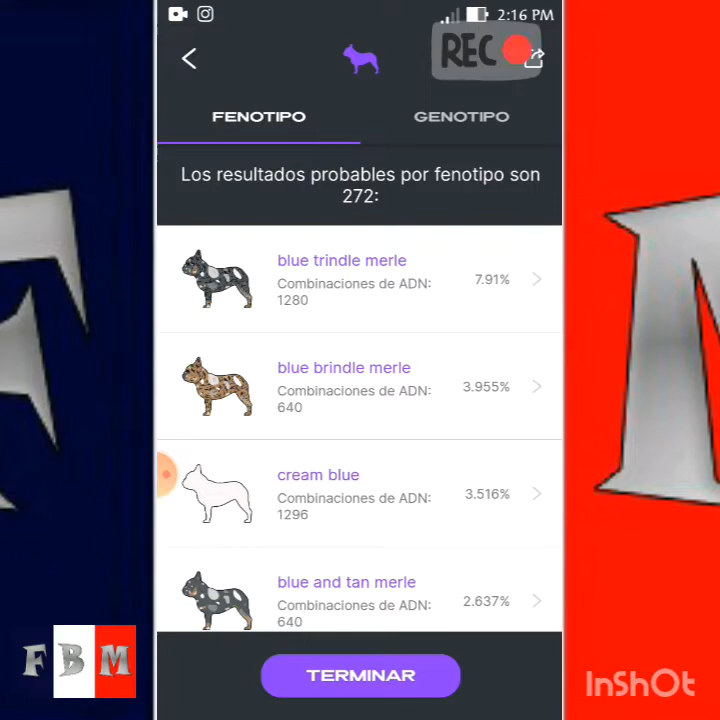 2:16 PM
REC
FENOTIPO
GENOTIPO
Los resultados probables por fenotipo son
272:
blue trindle merle
Combinaciones de ADN:
1280
7.91%
blue brindle merle
Combinaciones de ADN:
640
3.955%
cream blue
Combinaciones de ADN:
1296
3.516%
blue and tan merle
Combinaciones de ADN:
640
2.637%
TERMINAR
F
M
F B M
InShOt